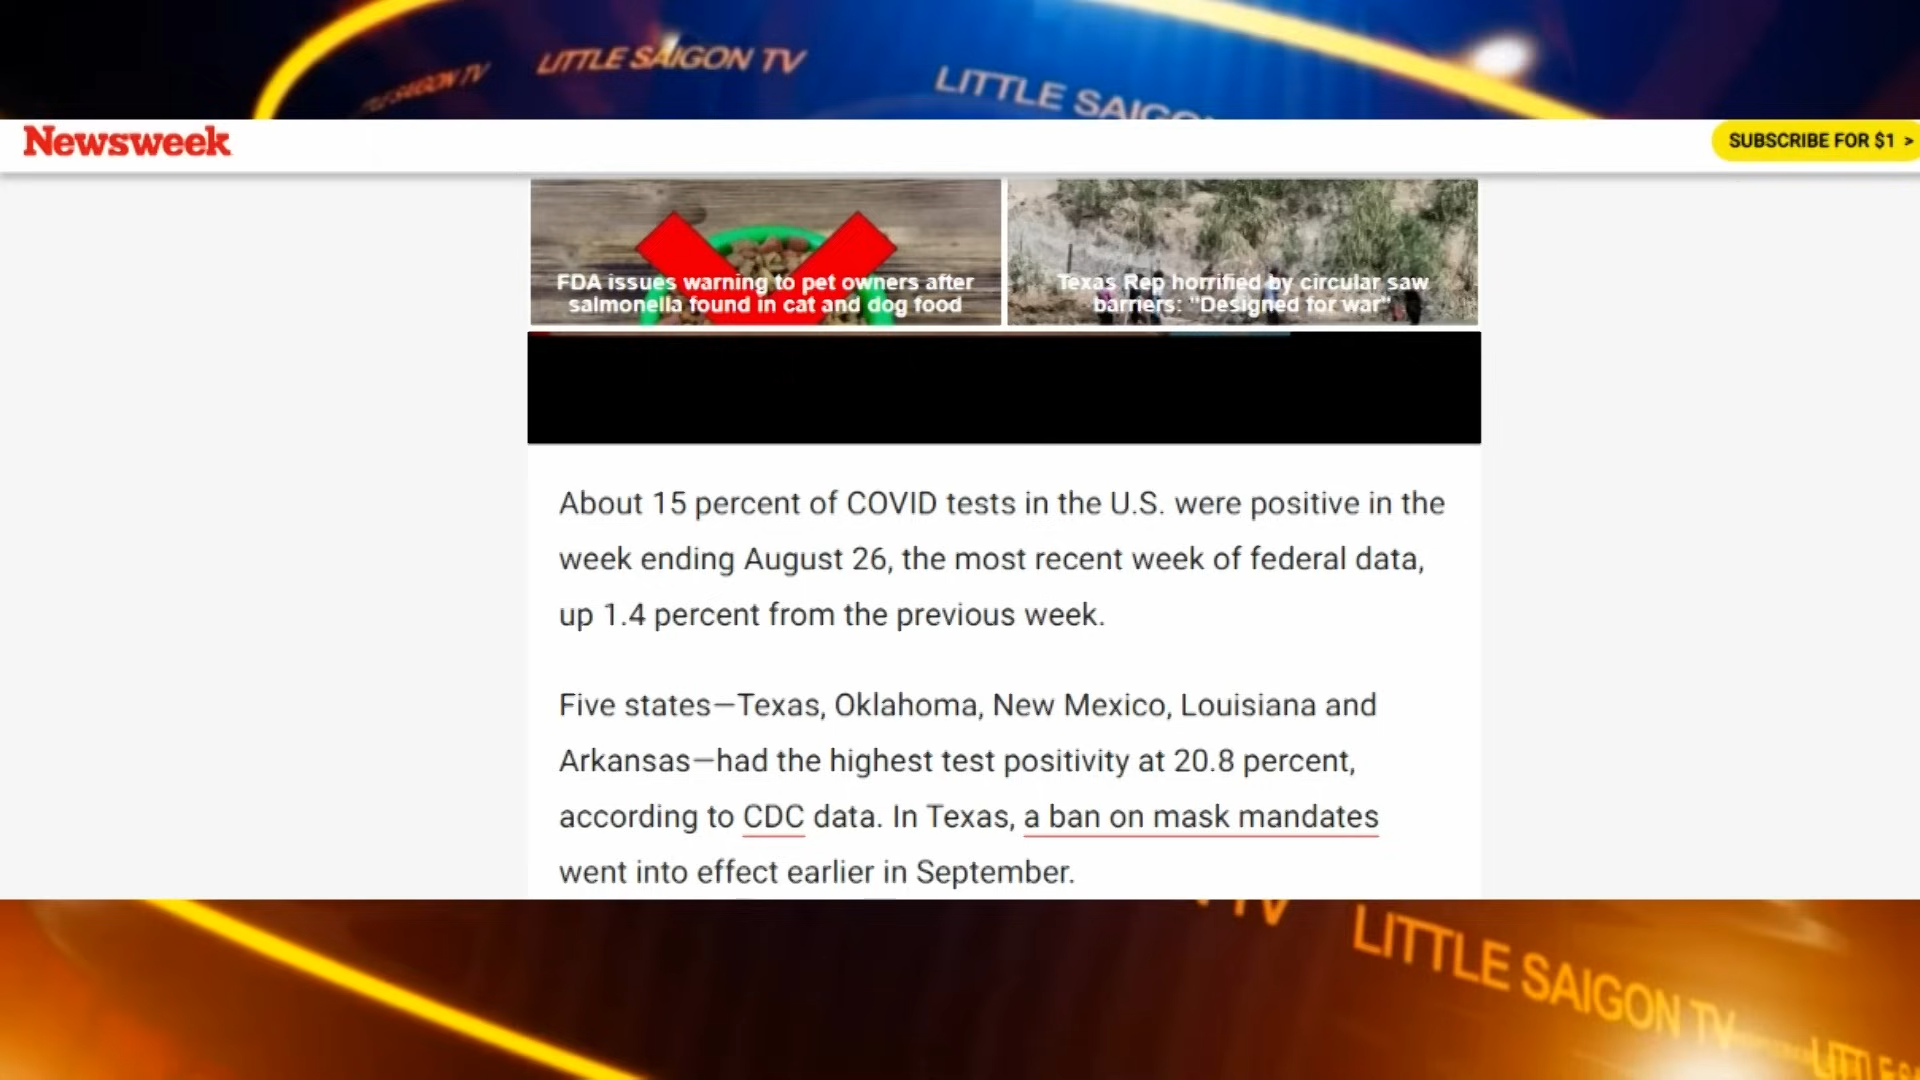 LITTLE SAIGON TV
LITTLE SAIGON TV
LITTLE SAIGO
Newsweek
SUBSCRIBE FOR $1 >
FDA issues warning to pet owners after
salmonella found in cat and dog food
Texas Rep horrified by circular saw
barriers: "Designed for war"
About 15 percent of COVID tests in the U.S. were positive in the
week ending August 26, the most recent week of federal data,
up 1.4 percent from the previous week.
Five states—Texas, Oklahoma, New Mexico, Louisiana and
Arkansas—had the highest test positivity at 20.8 percent,
according to CDC data. In Texas, a ban on mask mandates
went into effect earlier in September.
TV
LITTLE SAIGON TV